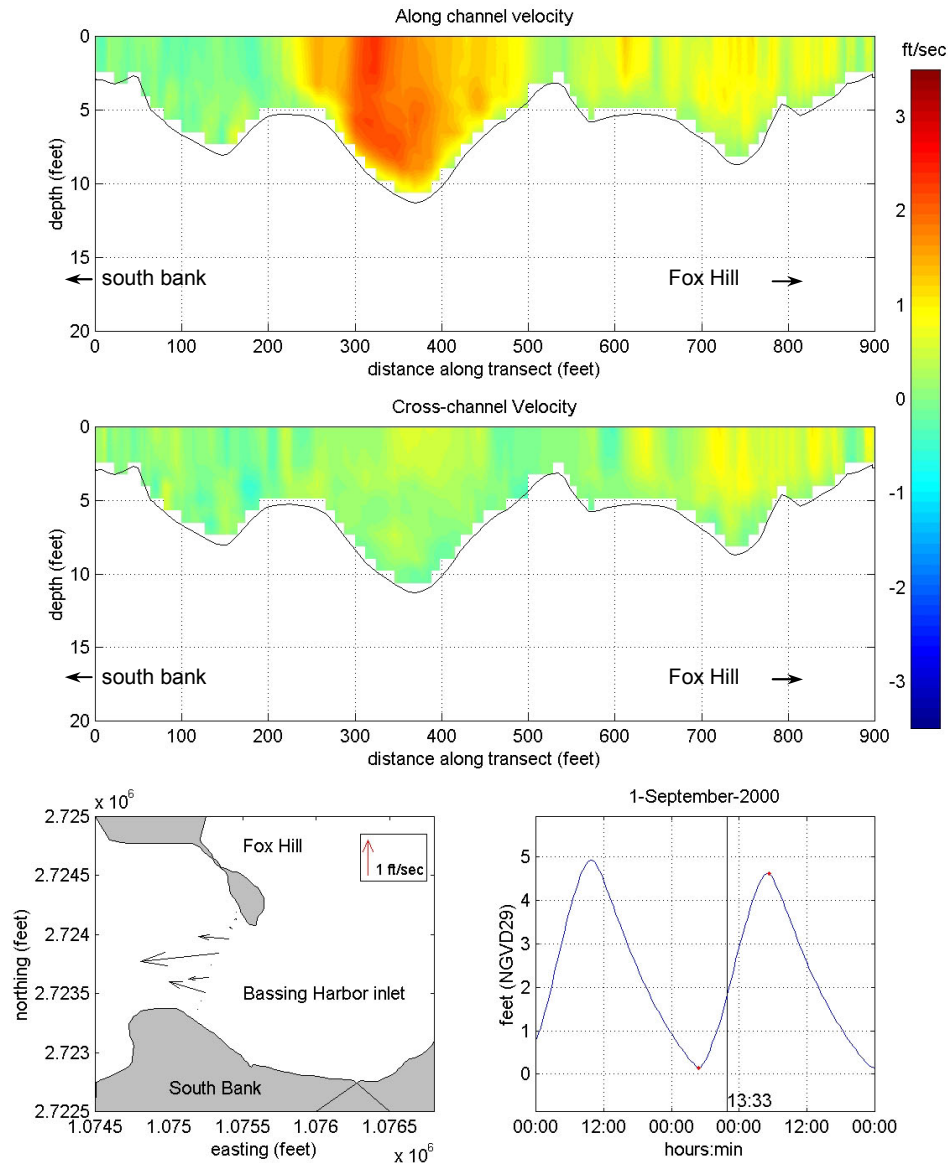 Along channel velocity
ft/sec
0
5
10
15
20
depth (feet)
south bank
Fox Hill
0 100 200 300 400 500 600 700 800 900
distance along transect (feet)
3
2
1
0
-1
-2
-3
Cross-channel Velocity
0
5
10
15
20
depth (feet)
south bank
Fox Hill
0 100 200 300 400 500 600 700 800 900
distance along transect (feet)
x 10^6
2.725
2.7245
2.724
2.7235
2.723
2.7225
northing (feet)
Fox Hill
1 ft/sec
Bassing Harbor inlet
South Bank
1.0745 1.075 1.0755 1.076 1.0765
easting (feet)
x 10^6
1-September-2000
5
4
3
2
1
0
feet (NGVD29)
13:33
00:00 12:00 00:00 12:00 12:00 00:00
hours:min